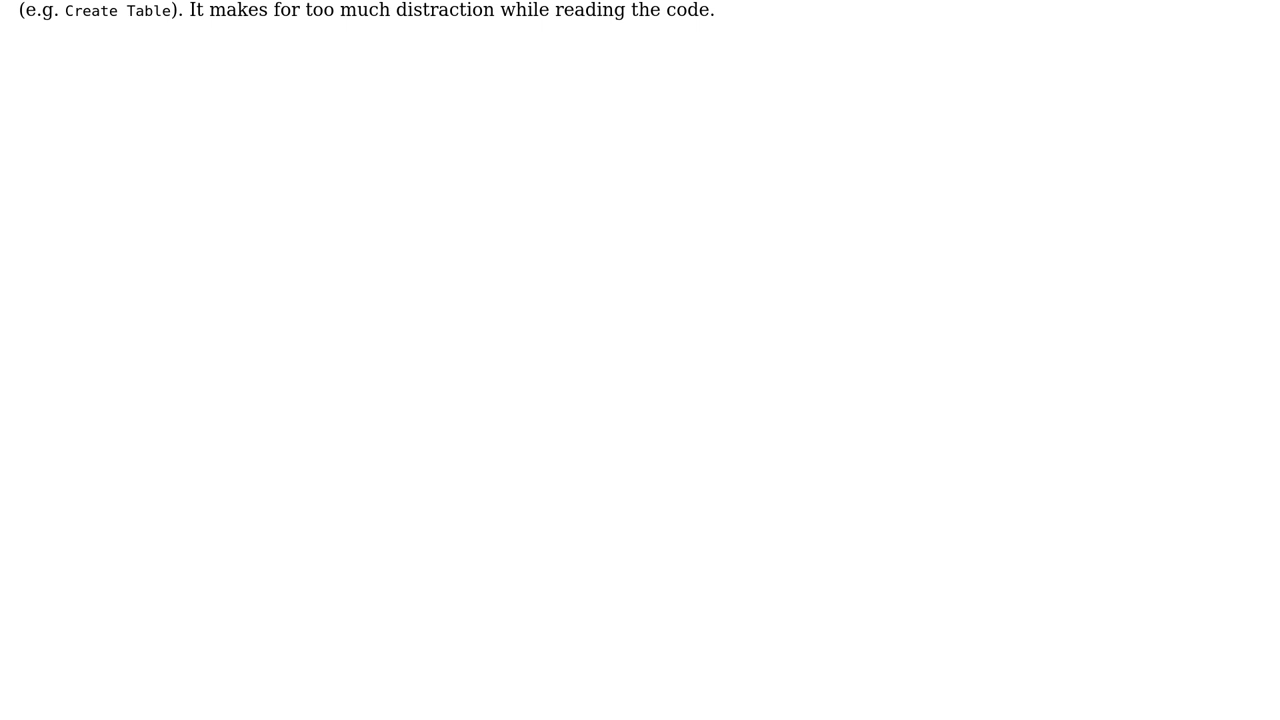 (e.g. Create Table). It makes for too much distraction while reading the code.